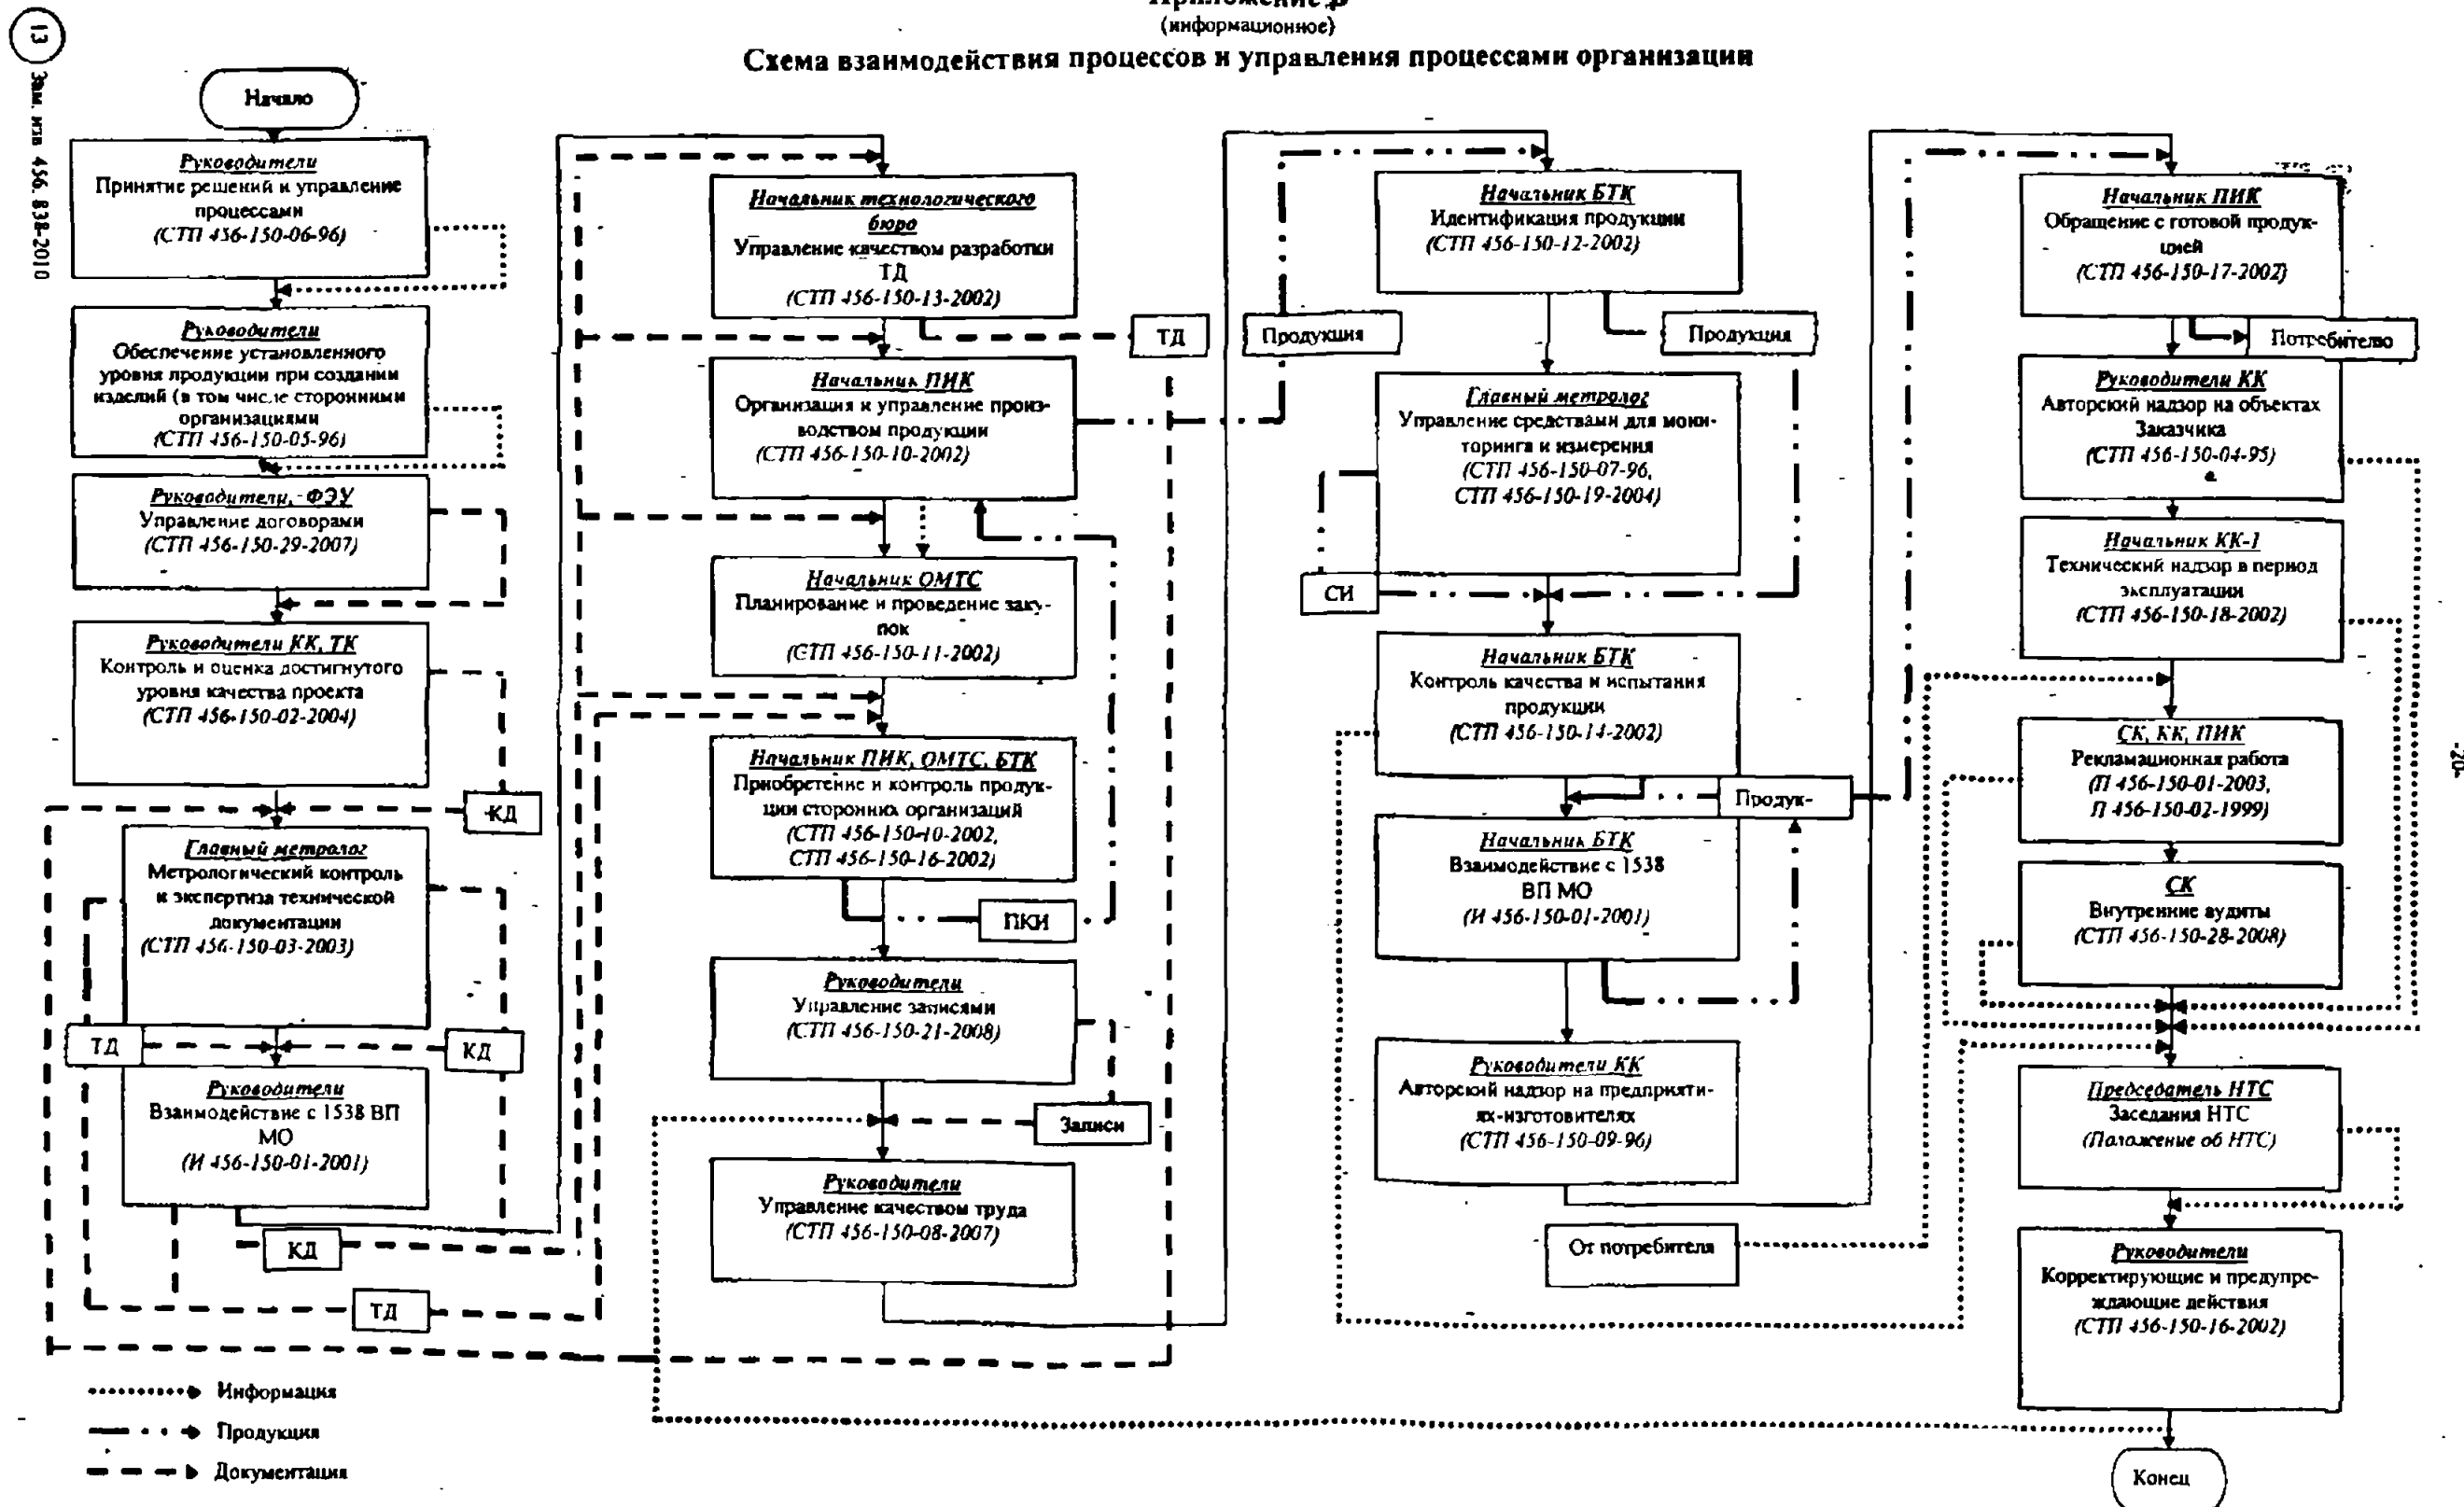 Приложение
(информационное)
Схема взаимодействия процессов и управления процессами организации
13
Зам. изв 456. 838-2010
-20-
Начало
Руководители
Принятие решений и управление
процессами
(СТП 456-150-06-96)
Руководители
Обеспечение установленного
уровня продукции при создании
изделий (в том числе сторонними
организациями
(СТП 456-150-05-96)
Руководители, ФЭУ
Управление договорами
(СТП 456-150-29-2007)
Руководители КК, ТК
Контроль и оценка достигнутого
уровня качества проекта
(СТП 456-150-02-2004)
КД
Главный метролог
Метрологический контроль
и экспертиза технической
документации
(СТП 456-150-03-2003)
ТД
КД
Руководители
Взаимодействие с 1538 ВП
МО
(И 456-150-01-2001)
КД
ТД
Информация
Продукция
Документация
Начальник технологического
бюро
Управление качеством разработки
ТД
(СТП 456-150-13-2002)
ТД
Начальник ПИК
Организация и управление произ-
водством продукции
(СТП 456-150-10-2002)
Начальник ОМТС
Планирование и проведение заку-
пок
(СТП 456-150-11-2002)
Начальник ПИК, ОМТС, БТК
Приобретение и контроль продук-
ции сторонних организаций
(СТП 456-150-10-2002,
СТП 456-150-16-2002)
ПКИ
Руководители
Управление записями
(СТП 456-150-21-2008)
Записи
Руководители
Управление качеством труда
(СТП 456-150-08-2007)
Продукция
Начальник БТК
Идентификация продукции
(СТП 456-150-12-2002)
Продукция
Главный метролог
Управление средствами для мони-
торинга и измерения
(СТП 456-150-07-96,
СТП 456-150-19-2004)
СИ
Начальник БТК
Контроль качества и испытания
продукции
(СТП 456-150-14-2002)
Продук-
Начальник БТК
Взаимодействие с 1538
ВП МО
(И 456-150-01-2001)
Руководители КК
Авторский надзор на предприяти-
ях-изготовителях
(СТП 456-150-09-96)
От потребителя
Начальник ПИК
Обращение с готовой продук-
цией
(СТП 456-150-17-2002)
Потребителю
Руководители КК
Авторский надзор на объектах
Заказчика
(СТП 456-150-04-95)
Начальник КК-1
Технический надзор в период
эксплуатации
(СТП 456-150-18-2002)
СК, КК, ПИК
Рекламационная работа
(П 456-150-01-2003,
П 456-150-02-1999)
СК
Внутренние аудиты
(СТП 456-150-28-2008)
Председатель НТС
Заседания НТС
(Положение об НТС)
Руководители
Корректирующие и предупре-
ждающие действия
(СТП 456-150-16-2002)
Конец